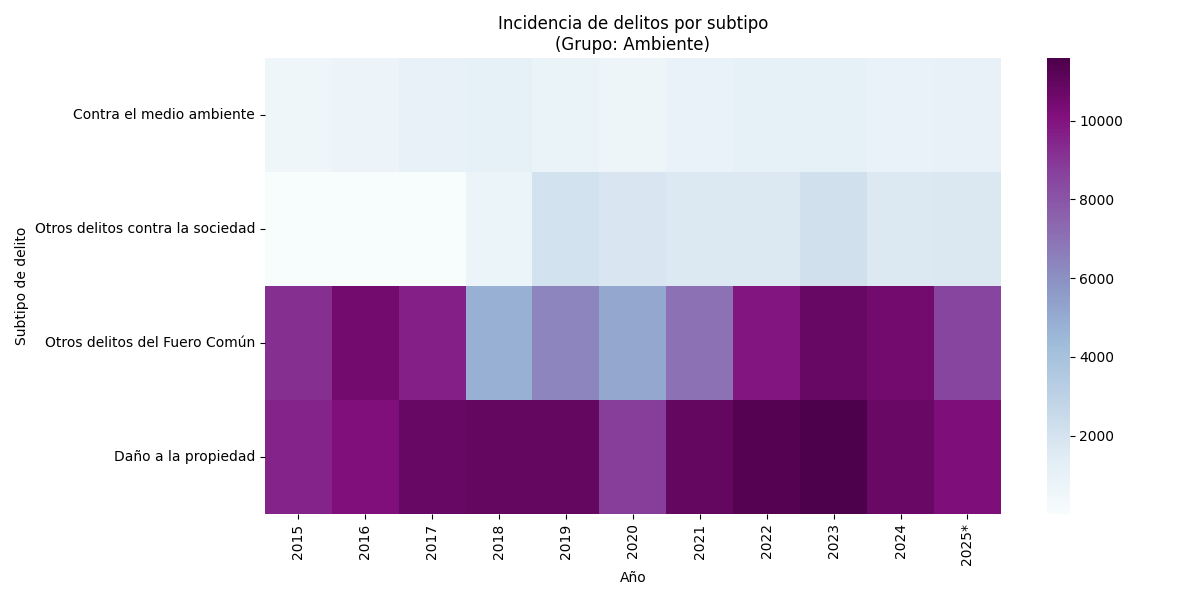 Incidencia de delitos por subtipo
(Grupo: Ambiente)
Subtipo de delito
Contra el medio ambiente
Otros delitos contra la sociedad
Otros delitos del Fuero Común
Daño a la propiedad
2015 2016 2017 2018 2019 2020 2021 2022 2023 2024 2025*
Año
10000
8000
6000
4000
2000